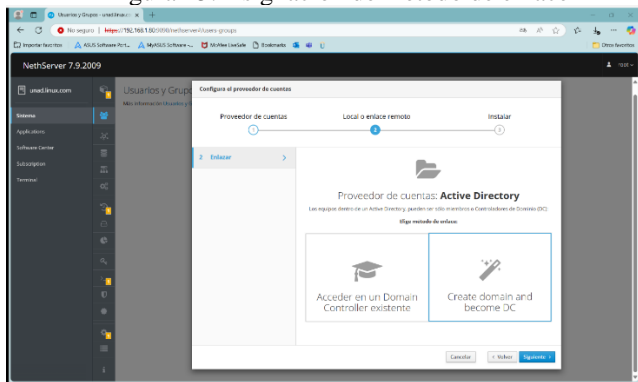 Usuarios y Grupos - unad.linux.c
No seguro
https://192.168.1.80:9090/nethserver#/users-groups
Importar favoritos
ASUS Software Port...
MyASUS Software -...
McAfee LiveSafe
Bookmarks
Otros favoritos
NethServer 7.9.2009
unad.linux.com
Sistema
Applications
Software Center
Subscription
Terminal
Usuarios y Grupo
Configure el proveedor de cuentas
Proveedor de cuentas
Local o enlace remoto
Instalar
1
2
3
2 Enlazar
Proveedor de cuentas: Active Directory
Los equipos dentro de un Active Directory pueden ser sólo miembros o Controladores de Dominio (DC).
Elige metodo de enlace:
Acceder en un Domain
Controller existente
Create domain and
become DC
Cancelar
< Volver
Siguiente >